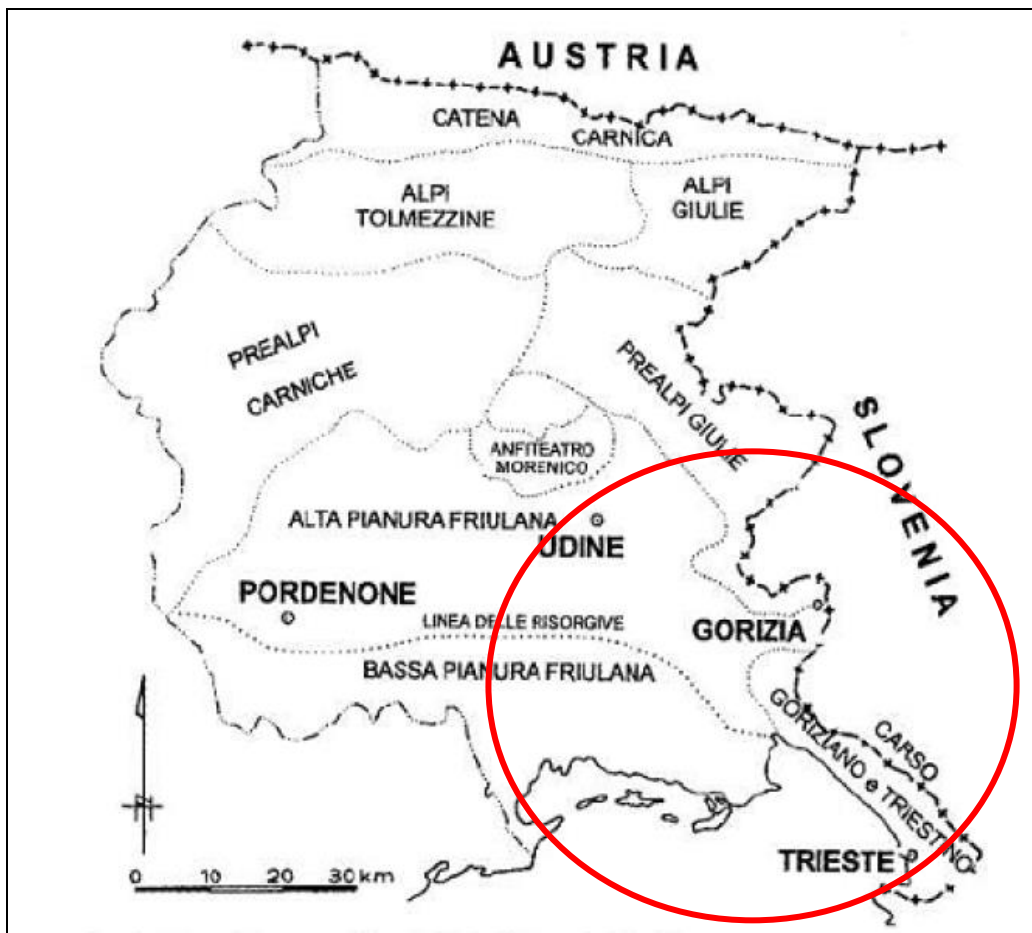 AUSTRIA
CATENA
CARNICA
ALPI
TOLMEZZINE
ALPI
GIULIE
PREALPI
CARNICHE
PREALPI GIULIE
SLOVENIA
ANFITEATRO
MORENICO
ALTA PIANURA FRIULANA
UDINE
PORDENONE
LINEA DELLE RISORGIVE
GORIZIA
BASSA PIANURA FRIULANA
CARSO
GORIZIANO e TRIESTINO
TRIESTE
N
0 10 20 30 km